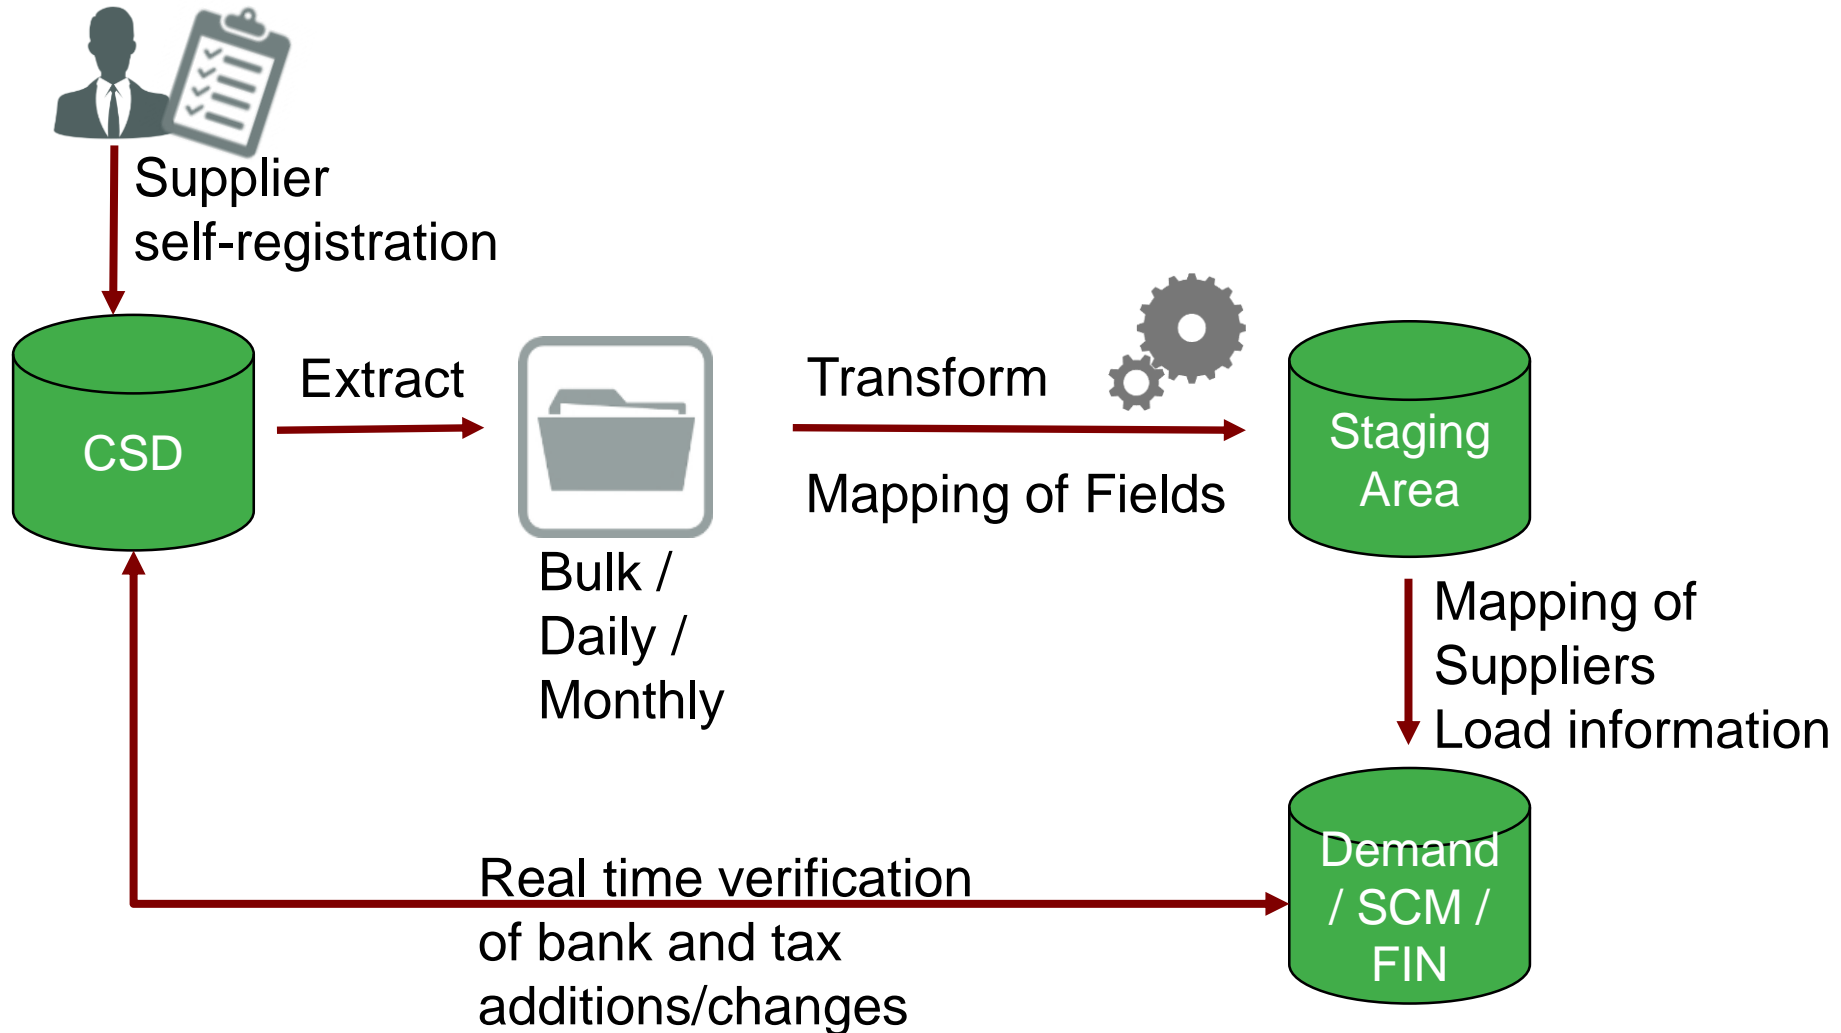 Supplier
self-registration
CSD
Extract
Bulk /
Daily /
Monthly
Transform
Mapping of Fields
Staging
Area
Mapping of
Suppliers
Load information
Demand
/ SCM /
FIN
Real time verification
of bank and tax
additions/changes